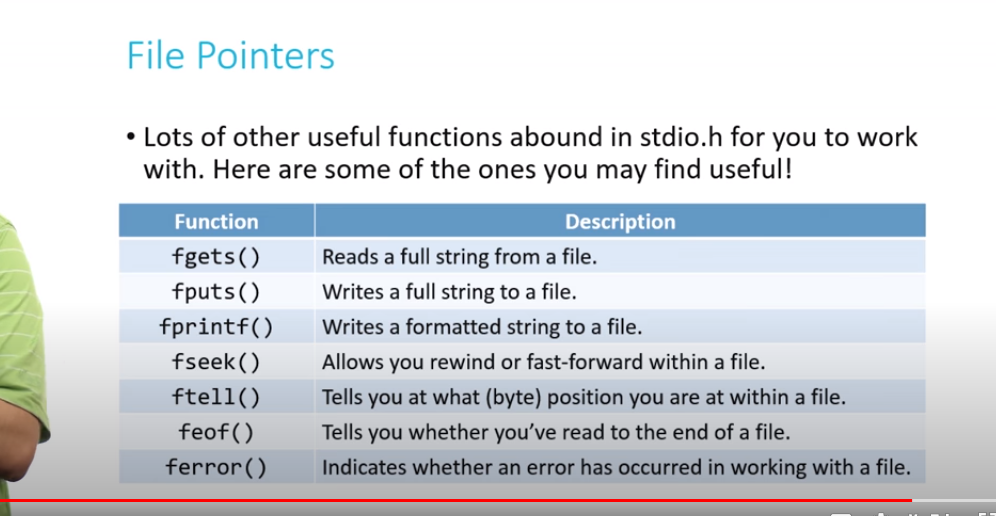 File Pointers
• Lots of other useful functions abound in stdio.h for you to work
with. Here are some of the ones you may find useful!
Function Description
fgets() Reads a full string from a file.
fputs() Writes a full string to a file.
fprintf() Writes a formatted string to a file.
fseek() Allows you rewind or fast-forward within a file.
ftell() Tells you at what (byte) position you are at within a file.
feof() Tells you whether you've read to the end of a file.
ferror() Indicates whether an error has occurred in working with a file.